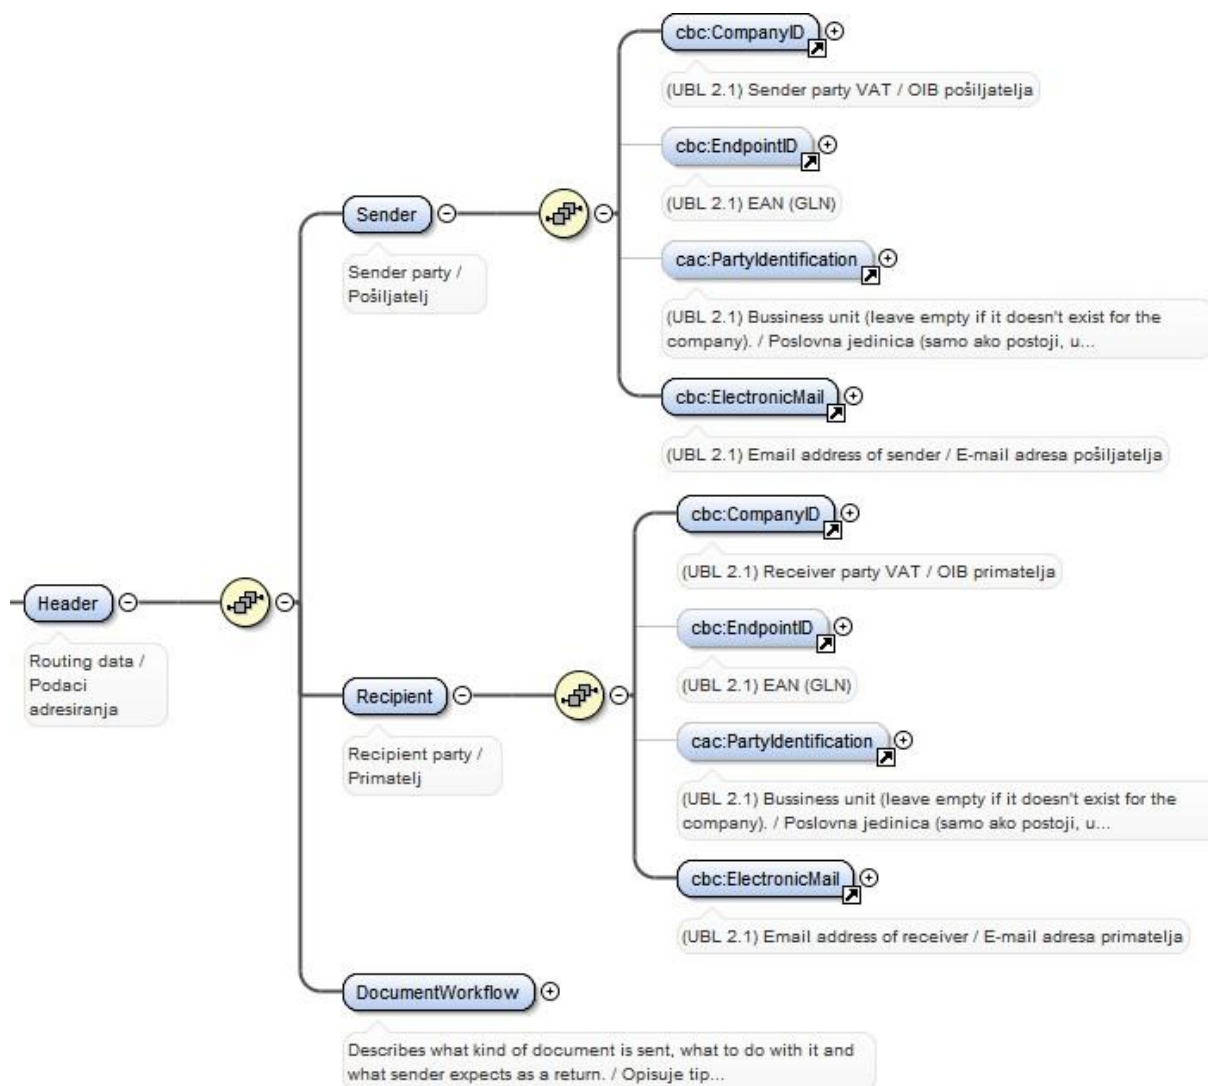 cbc:CompanyID
(UBL 2.1) Sender party VAT / OIB pošiljatelja
cbc:EndpointID
(UBL 2.1) EAN (GLN)
Sender
Sender party /
Pošiljatelj
cac:PartyIdentification
(UBL 2.1) Bussiness unit (leave empty if it doesn't exist for the
company). / Poslovna jedinica (samo ako postoji, u...
cbc:ElectronicMail
(UBL 2.1) Email address of sender / E-mail adresa pošiljatelja
cbc:CompanyID
(UBL 2.1) Receiver party VAT / OIB primatelja
Header
Routing data /
Podaci
adresiranja
cbc:EndpointID
(UBL 2.1) EAN (GLN)
Recipient
Recipient party /
Primatelj
cac:PartyIdentification
(UBL 2.1) Bussiness unit (leave empty if it doesn't exist for the
company). / Poslovna jedinica (samo ako postoji, u...
cbc:ElectronicMail
(UBL 2.1) Email address of receiver / E-mail adresa primatelja
DocumentWorkflow
Describes what kind of document is sent, what to do with it and
what sender expects as a return. / Opisuje tip...